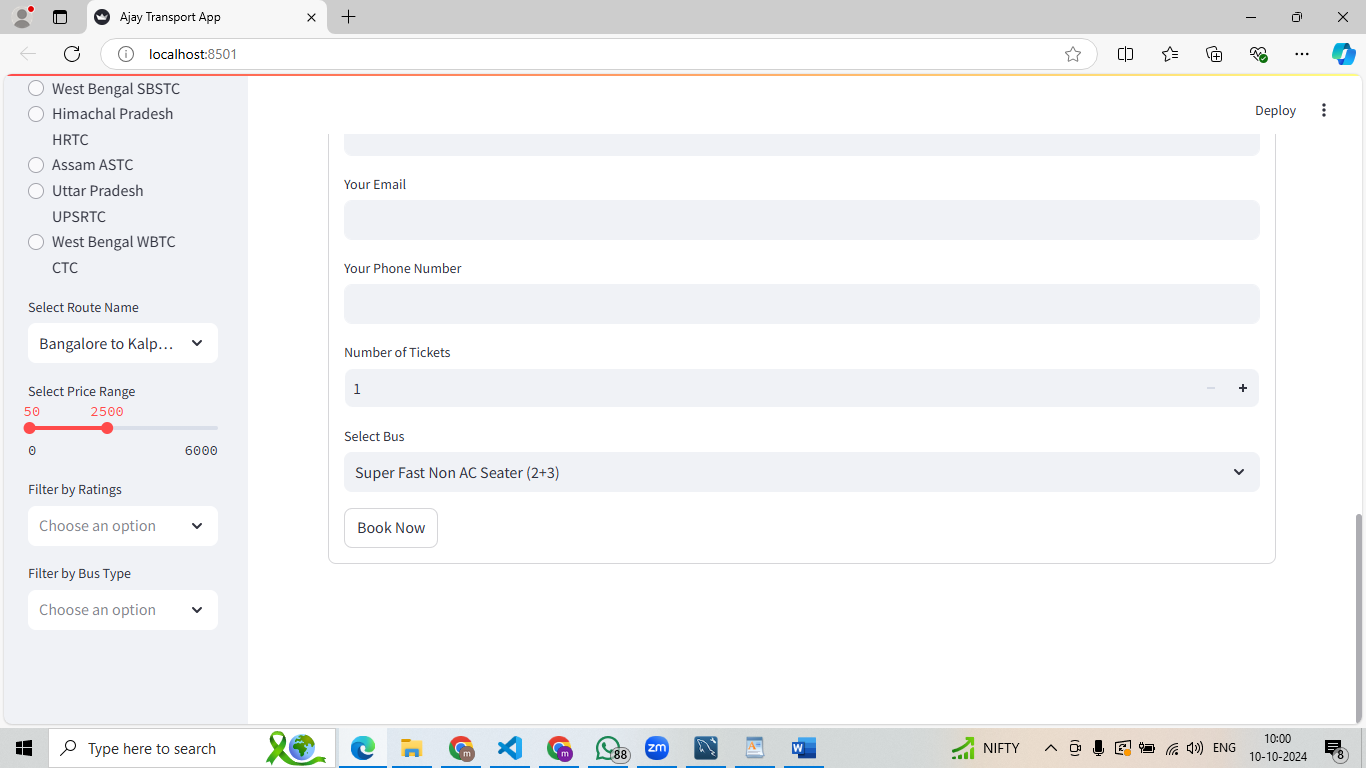 Ajay Transport App
localhost:8501
West Bengal SBSTC
Himachal Pradesh
HRTC
Assam ASTC
Uttar Pradesh
UPSRTC
West Bengal WBTC
CTC
Select Route Name
Bangalore to Kalp...
Select Price Range
50 2500
0 6000
Filter by Ratings
Choose an option
Filter by Bus Type
Choose an option
Deploy
Your Email
Your Phone Number
Number of Tickets
1
Select Bus
Super Fast Non AC Seater (2+3)
Book Now
Type here to search
m
m
88
zm
W
NIFTY
ENG
10:00
10-10-2024
8